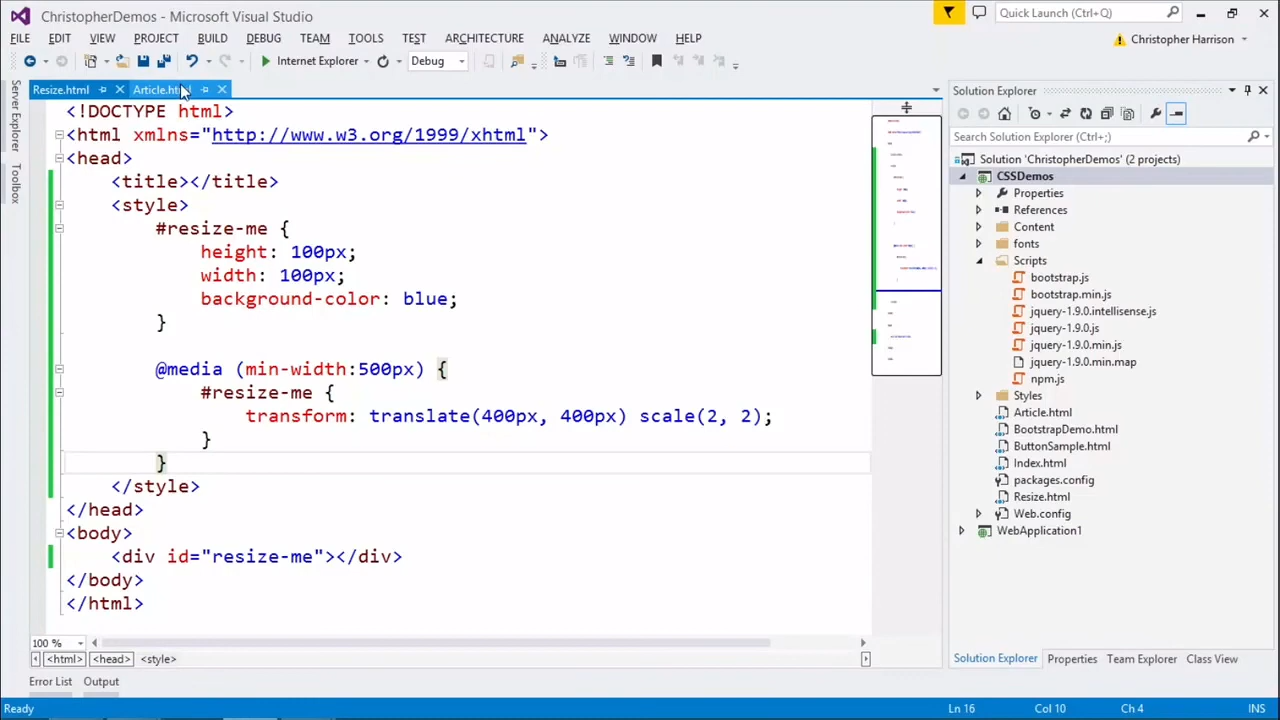 ChristopherDemos - Microsoft Visual Studio
Quick Launch (Ctrl+Q)
FILE EDIT VIEW PROJECT BUILD DEBUG TEAM TOOLS TEST ARCHITECTURE ANALYZE WINDOW HELP
Christopher Harrison
Internet Explorer Debug
Server Explorer
Toolbox
Resize.html Article.html
<!DOCTYPE html>
<html xmlns="http://www.w3.org/1999/xhtml">
<head>
<title></title>
<style>
#resize-me {
height: 100px;
width: 100px;
background-color: blue;
}
@media (min-width:500px) {
#resize-me {
transform: translate(400px, 400px) scale(2, 2);
}
}
</style>
</head>
<body>
<div id="resize-me"></div>
</body>
</html>
100 %
<html> <head> <style>
Error List Output
Solution Explorer
Search Solution Explorer (Ctrl+;)
Solution 'ChristopherDemos' (2 projects)
CSSDemos
Properties
References
Content
fonts
Scripts
bootstrap.js
bootstrap.min.js
jquery-1.9.0.intellisense.js
jquery-1.9.0.js
jquery-1.9.0.min.js
jquery-1.9.0.min.map
npm.js
Styles
Article.html
BootstrapDemo.html
ButtonSample.html
Index.html
packages.config
Resize.html
Web.config
WebApplication1
Solution Explorer Properties Team Explorer Class View
Ready Ln 16 Col 10 Ch 4 INS